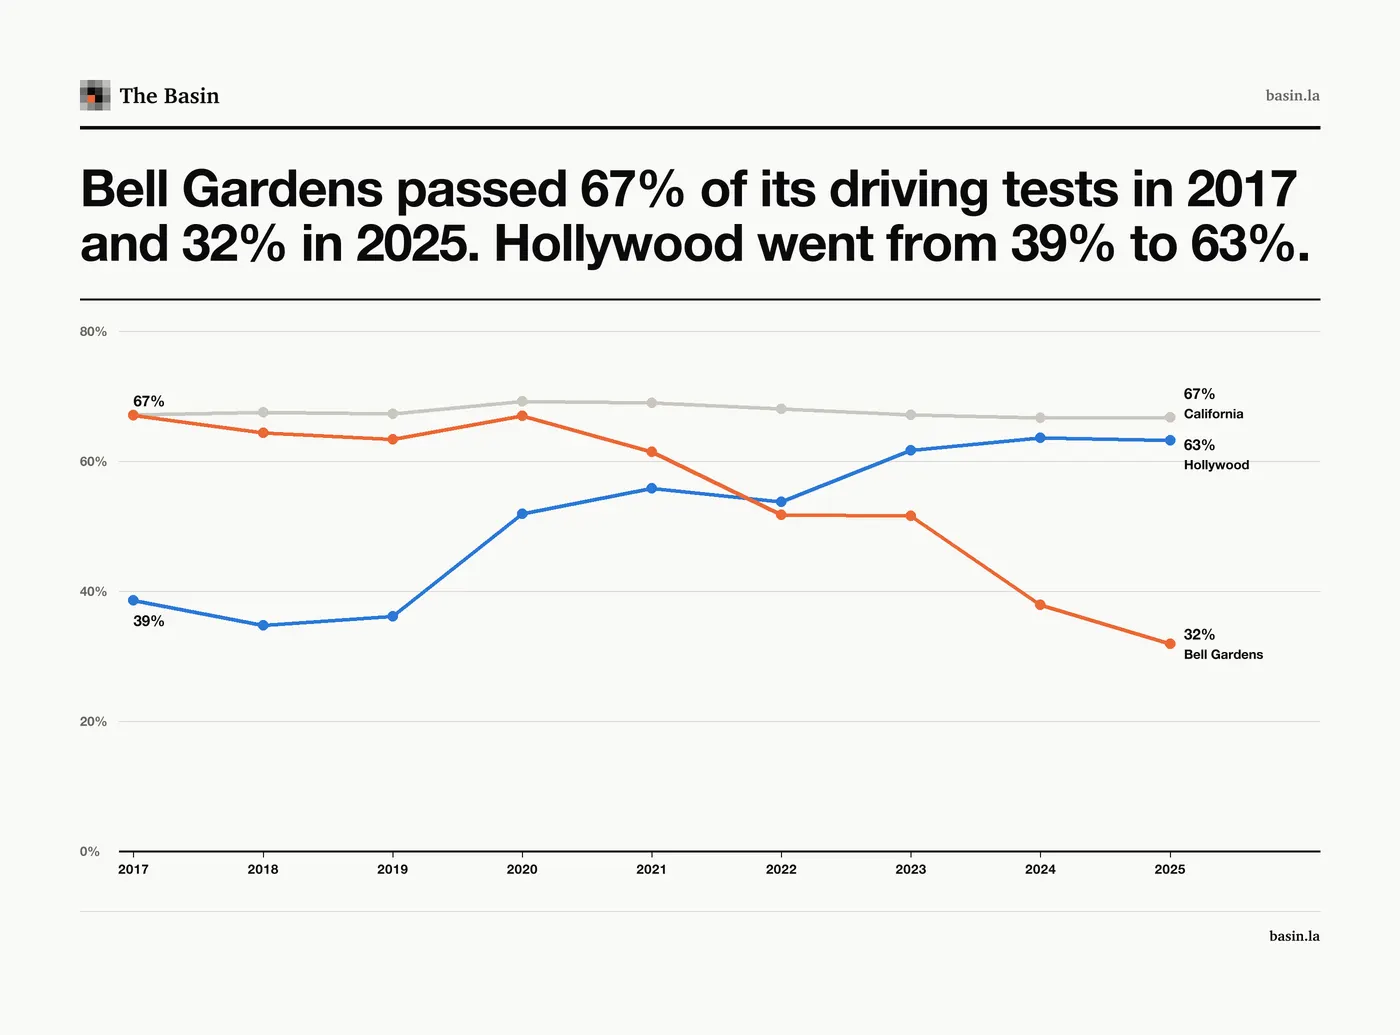 The Basin
basin.la
Bell Gardens passed 67% of its driving tests in 2017
and 32% in 2025. Hollywood went from 39% to 63%.
80%
67%
67%
California
63%
60%
Hollywood
40%
39%
32%
Bell Gardens
20%
0%
2017 2018 2019 2020 2021 2022 2023 2024 2025
basin.la